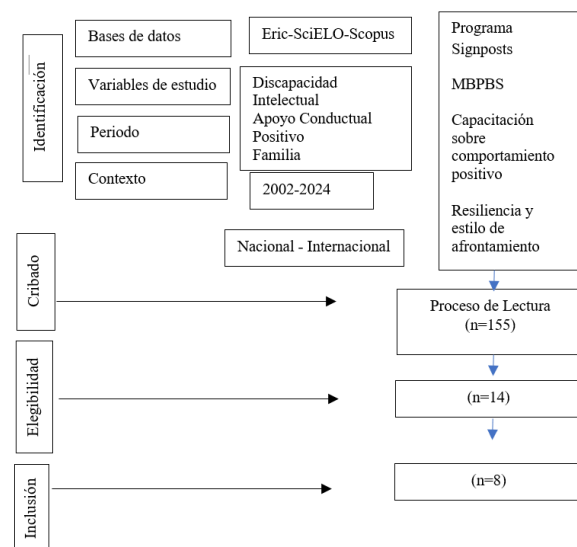 Identificación
Bases de datos
Variables de estudio
Periodo
Contexto
Eric-SciELO-Scopus
Discapacidad
Intelectual
Apoyo Conductual
Positivo
Familia
2002-2024
Nacional - Internacional
Programa
Signposts
MBPBS
Capacitación
sobre
comportamiento
positivo
Resiliencia y
estilo de
afrontamiento
Cribado
Proceso de Lectura
(n=155)
Elegibilidad
(n=14)
Inclusión
(n=8)